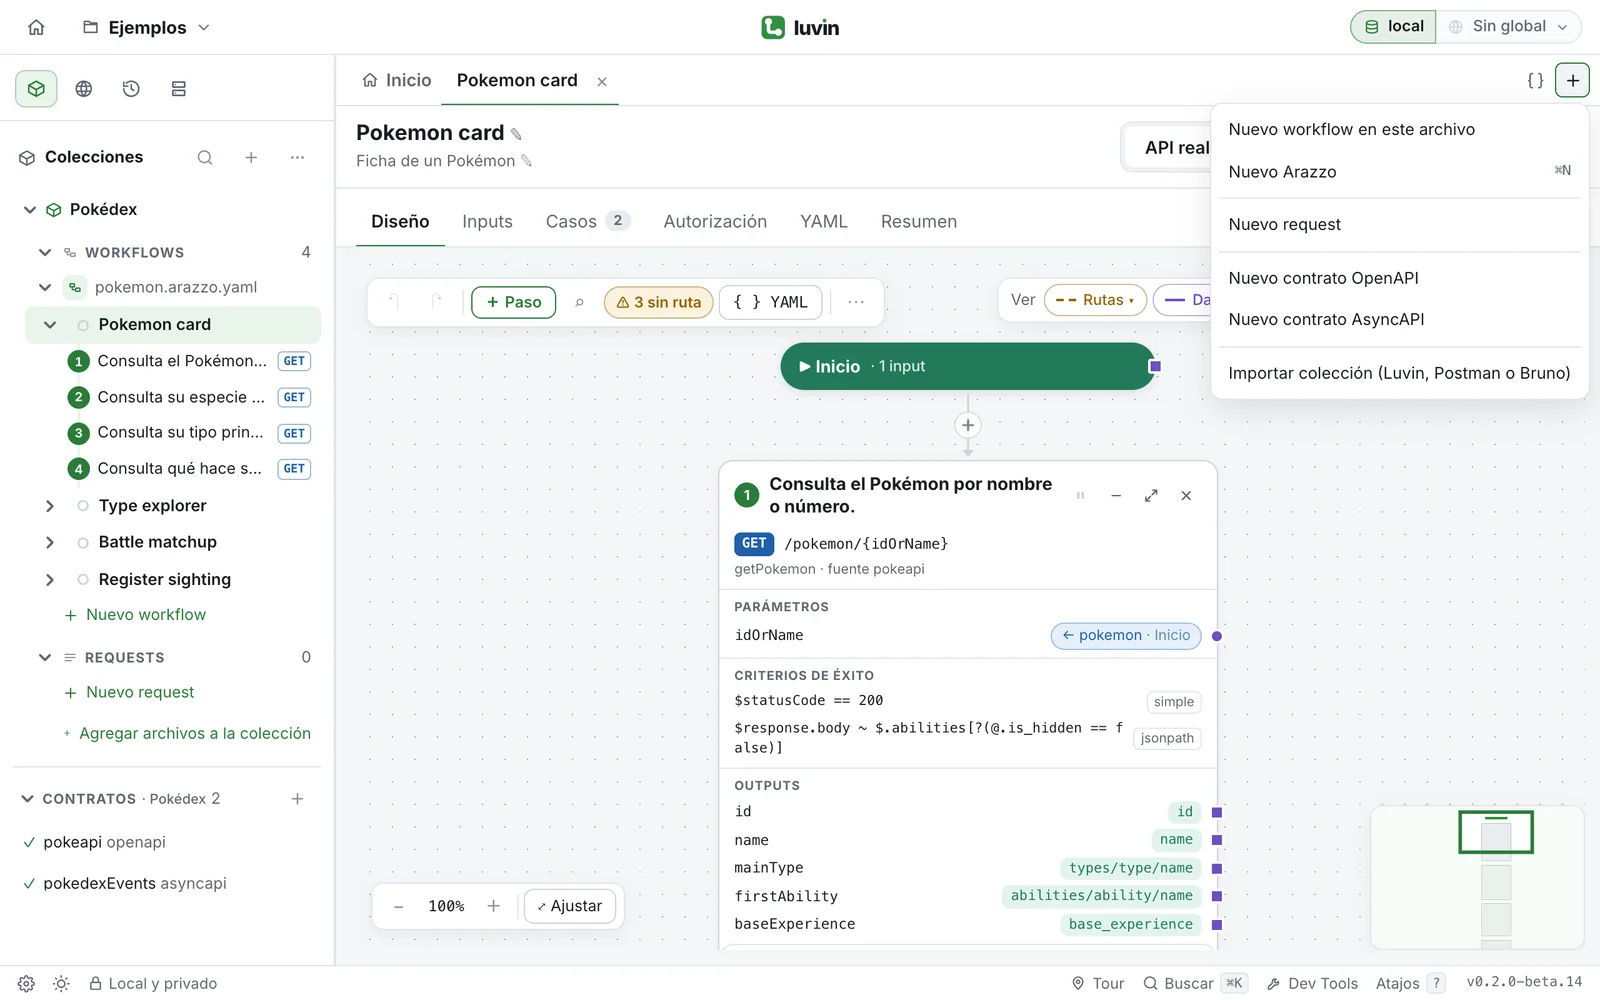 Ejemplos
luvin
local
Sin global
Inicio
Pokemon card
{ }
+
Colecciones
Pokédex
WORKFLOWS 4
pokemon.arazzo.yaml
Pokemon card
1 Consulta el Pokémon... GET
2 Consulta su especie ... GET
3 Consulta su tipo prin... GET
4 Consulta qué hace s... GET
Type explorer
Battle matchup
Register sighting
+ Nuevo workflow
REQUESTS 0
+ Nuevo request
+ Agregar archivos a la colección
CONTRATOS · Pokédex 2 +
✓ pokeapi openapi
✓ pokedexEvents asyncapi
Pokemon card
Ficha de un Pokémon
API real
Nuevo workflow en este archivo
Nuevo Arazzo ⌘N
Nuevo request
Nuevo contrato OpenAPI
Nuevo contrato AsyncAPI
Importar colección (Luvin, Postman o Bruno)
Diseño
Inputs
Casos 2
Autorización
YAML
Resumen
+ Paso
⚠ 3 sin ruta
{ } YAML
...
Ver
Rutas
Da
▶ Inicio · 1 input
+
1 Consulta el Pokémon por nombre
o número.
GET /pokemon/{idOrName}
getPokemon · fuente pokeapi
PARÁMETROS
idOrName ← pokemon · Inicio
CRITERIOS DE ÉXITO
$statusCode == 200 simple
$response.body ~ $.abilities[?(@.is_hidden == f
alse)] jsonpath
OUTPUTS
id id
name name
mainType types/type/name
firstAbility abilities/ability/name
baseExperience base_experience
− 100% +
Ajustar
Local y privado
Tour
Buscar ⌘K
Dev Tools
Atajos ?
v0.2.0-beta.14